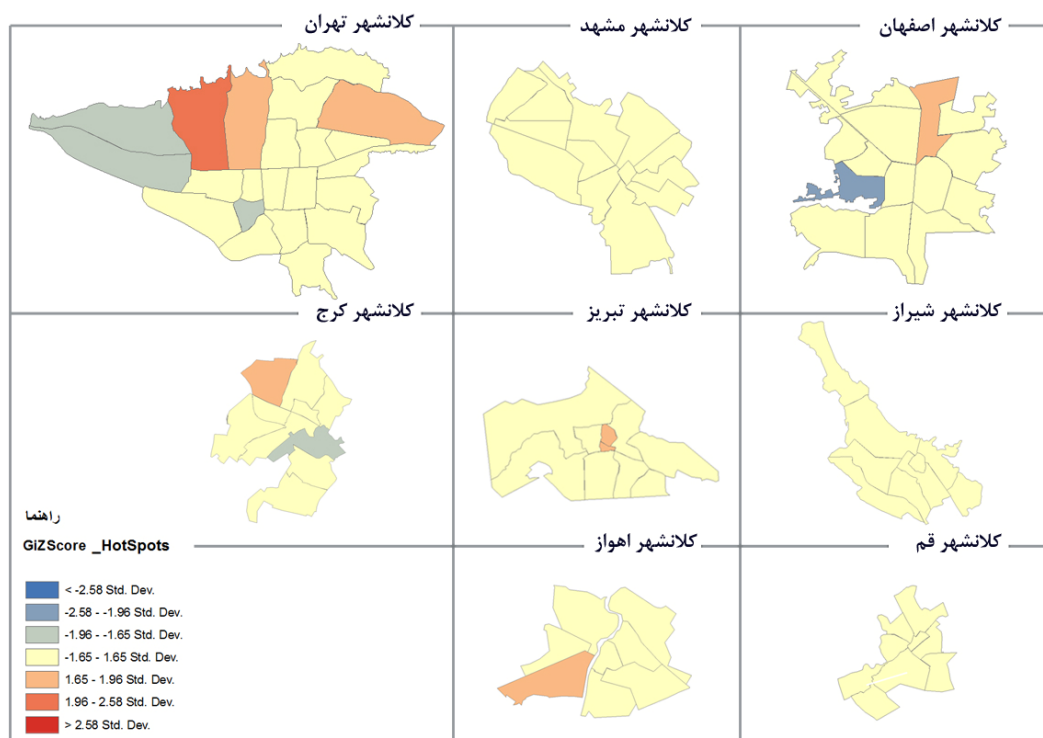 کلانشهر تهران
کلانشهر مشهد
کلانشهر اصفهان
کلانشهر کرج
کلانشهر تبریز
کلانشهر شیراز
کلانشهر اهواز
کلانشهر قم
راهنما
GiZScore _HotSpots
< -2.58 Std. Dev.
-2.58 - -1.96 Std. Dev.
-1.96 - -1.65 Std. Dev.
-1.65 - 1.65 Std. Dev.
1.65 - 1.96 Std. Dev.
1.96 - 2.58 Std. Dev.
> 2.58 Std. Dev.